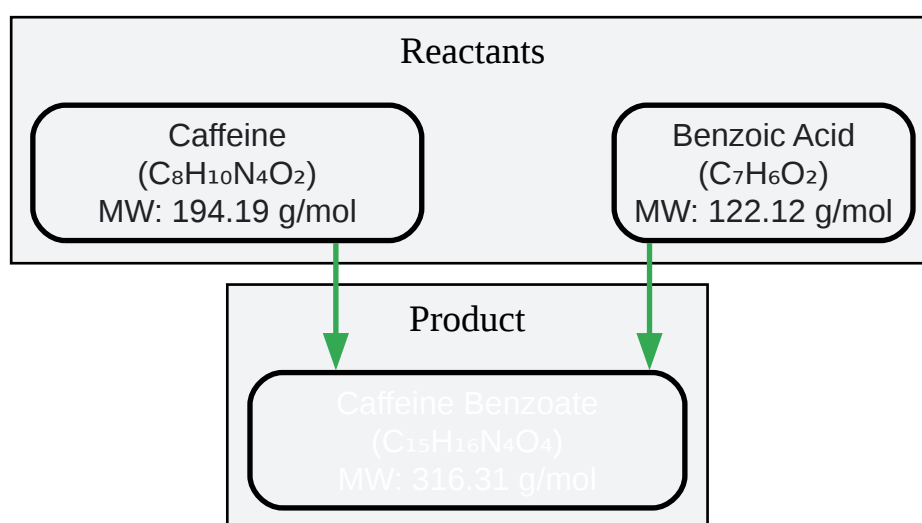 Reactants
Caffeine
(C₈H₁₀N₄O₂)
MW: 194.19 g/mol
Benzoic Acid
(C₇H₆O₂)
MW: 122.12 g/mol
Product
Caffeine Benzoate
(C₁₅H₁₆N₄O₄)
MW: 316.31 g/mol